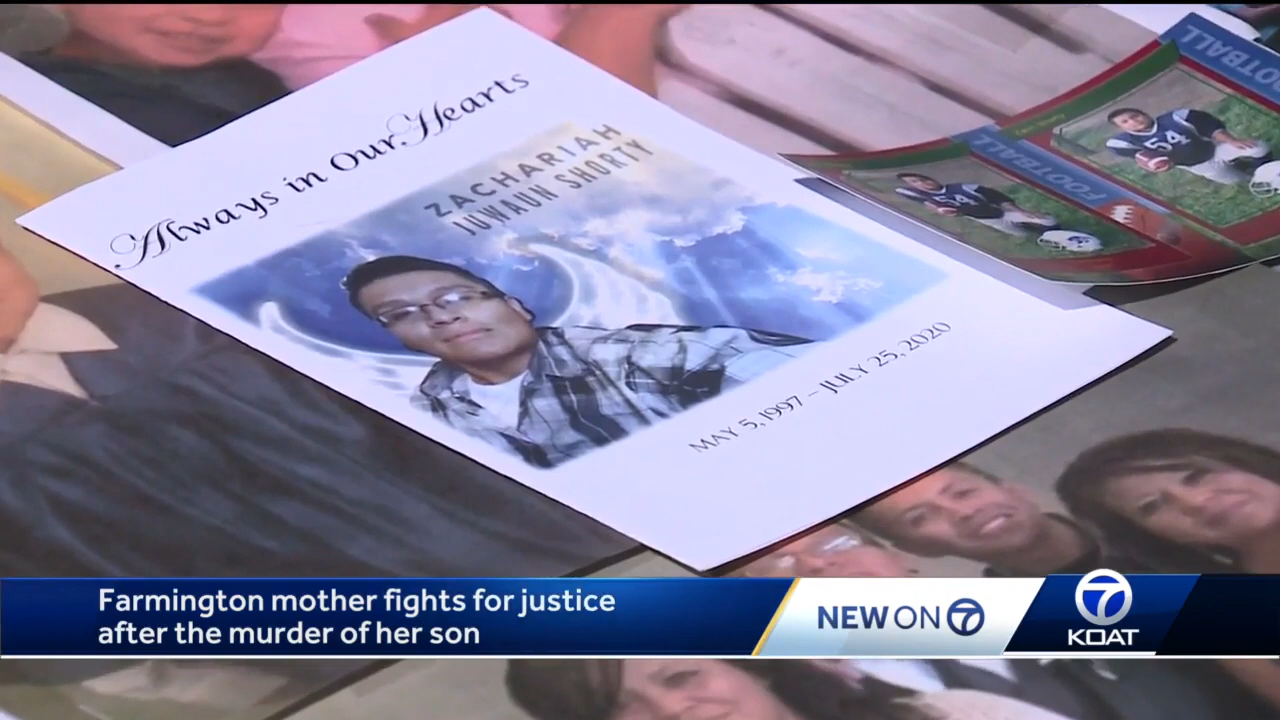 Always in Our Hearts
ZACHARIAH
JUWAUN SHORTY
MAY 5, 1997 – JULY 25, 2020
FOOTBALL
54
FOOTBALL
54
Farmington mother fights for justice
after the murder of her son
NEW ON 7
7
KOAT